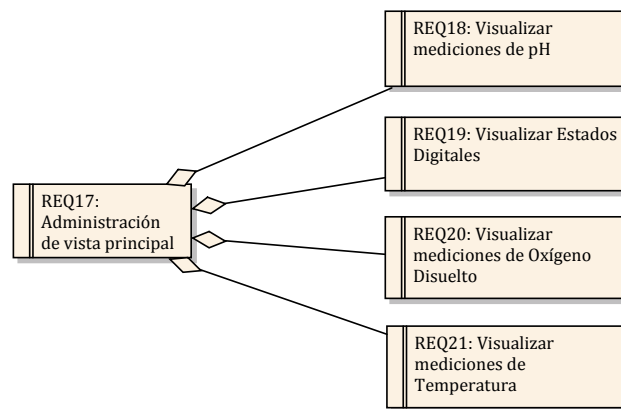 REQ18: Visualizar
mediciones de pH
REQ19: Visualizar Estados
Digitales
REQ17:
Administración
de vista principal
REQ20: Visualizar
mediciones de Oxígeno
Disuelto
REQ21: Visualizar
mediciones de
Temperatura